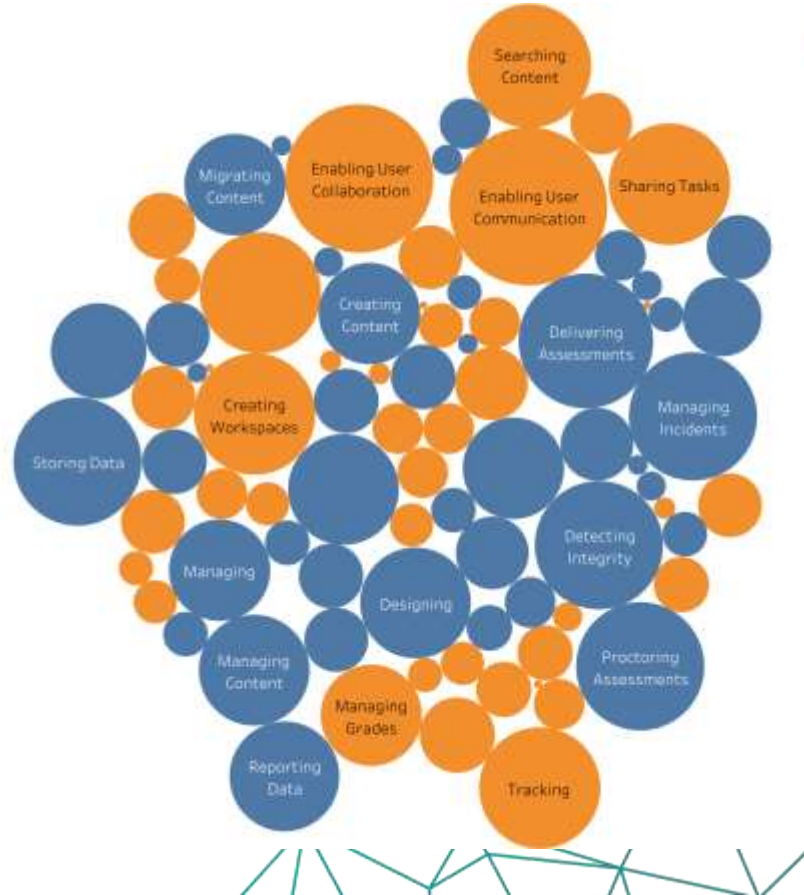 Searching
Content
Migrating
Content
Enabling User
Collaboration
Enabling User
Communication
Sharing Tasks
Creating
Content
Delivering
Assessments
Creating
Workspaces
Managing
Incidents
Storing Data
Detecting
Integrity
Managing
Designing
Managing
Content
Proctoring
Assessments
Managing
Grades
Reporting
Data
Tracking